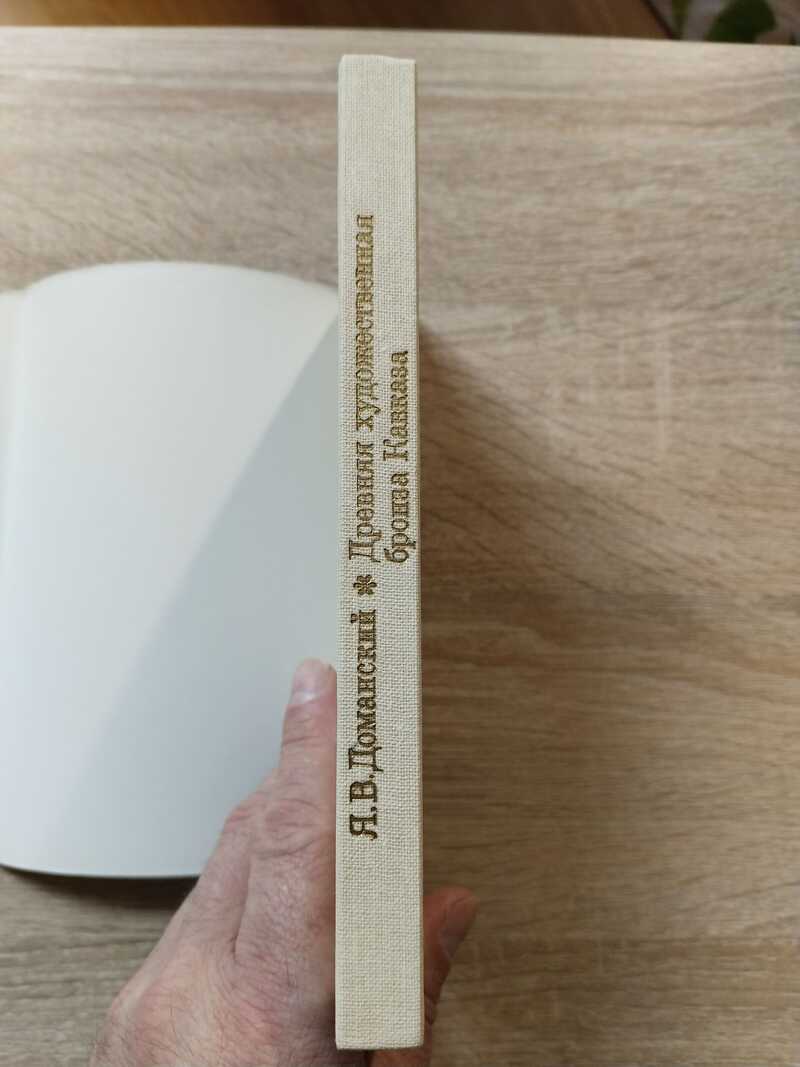 Я.В.Доманский * Древняя художественная
бронза Кавказа